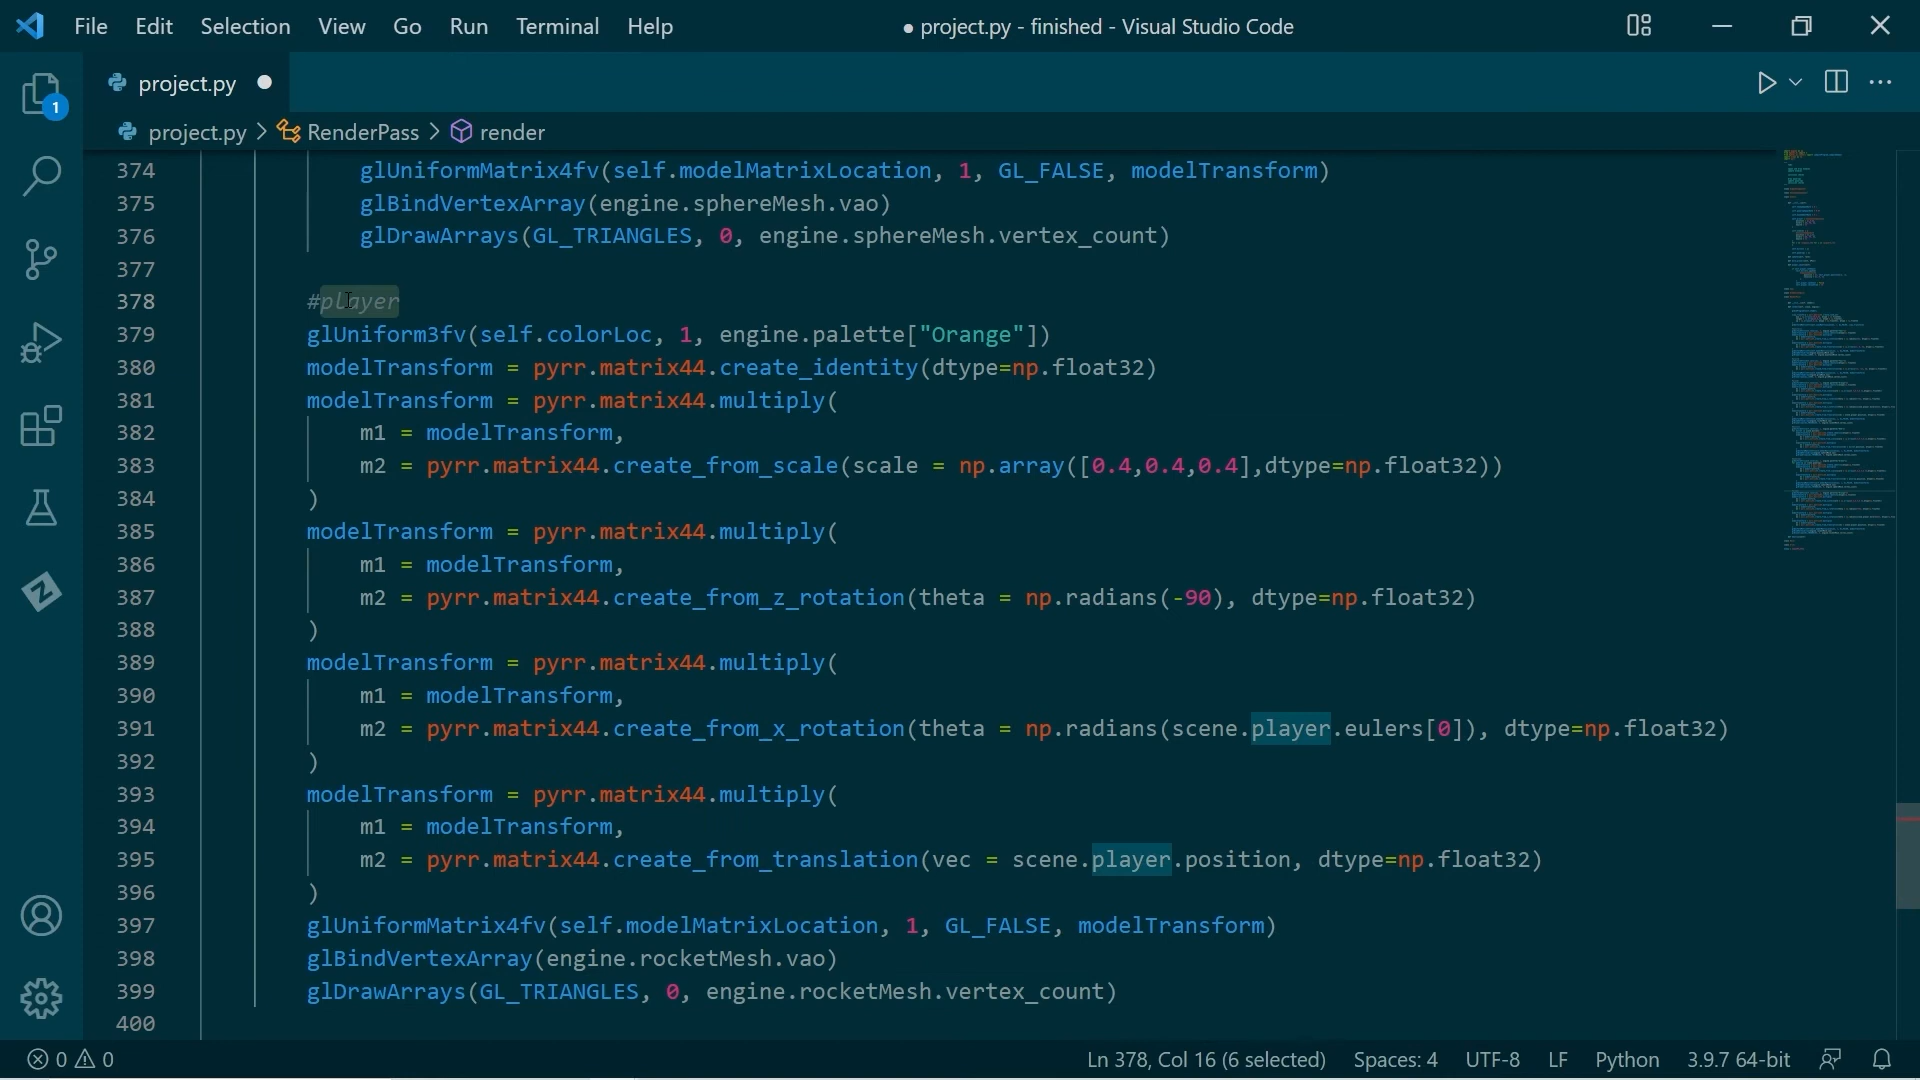 File Edit Selection View Go Run Terminal Help ● project.py - finished - Visual Studio Code
project.py ●
1
project.py > RenderPass > render
374 glUniformMatrix4fv(self.modelMatrixLocation, 1, GL_FALSE, modelTransform)
375 glBindVertexArray(engine.sphereMesh.vao)
376 glDrawArrays(GL_TRIANGLES, 0, engine.sphereMesh.vertex_count)
377
378 #player
379 glUniform3fv(self.colorLoc, 1, engine.palette["Orange"])
380 modelTransform = pyrr.matrix44.create_identity(dtype=np.float32)
381 modelTransform = pyrr.matrix44.multiply(
382 m1 = modelTransform,
383 m2 = pyrr.matrix44.create_from_scale(scale = np.array([0.4,0.4,0.4],dtype=np.float32))
384 )
385 modelTransform = pyrr.matrix44.multiply(
386 m1 = modelTransform,
387 m2 = pyrr.matrix44.create_from_z_rotation(theta = np.radians(-90), dtype=np.float32)
388 )
389 modelTransform = pyrr.matrix44.multiply(
390 m1 = modelTransform,
391 m2 = pyrr.matrix44.create_from_x_rotation(theta = np.radians(scene.player.eulers[0]), dtype=np.float32)
392 )
393 modelTransform = pyrr.matrix44.multiply(
394 m1 = modelTransform,
395 m2 = pyrr.matrix44.create_from_translation(vec = scene.player.position, dtype=np.float32)
396 )
397 glUniformMatrix4fv(self.modelMatrixLocation, 1, GL_FALSE, modelTransform)
398 glBindVertexArray(engine.rocketMesh.vao)
399 glDrawArrays(GL_TRIANGLES, 0, engine.rocketMesh.vertex_count)
400
0 0 Ln 378, Col 16 (6 selected) Spaces: 4 UTF-8 LF Python 3.9.7 64-bit